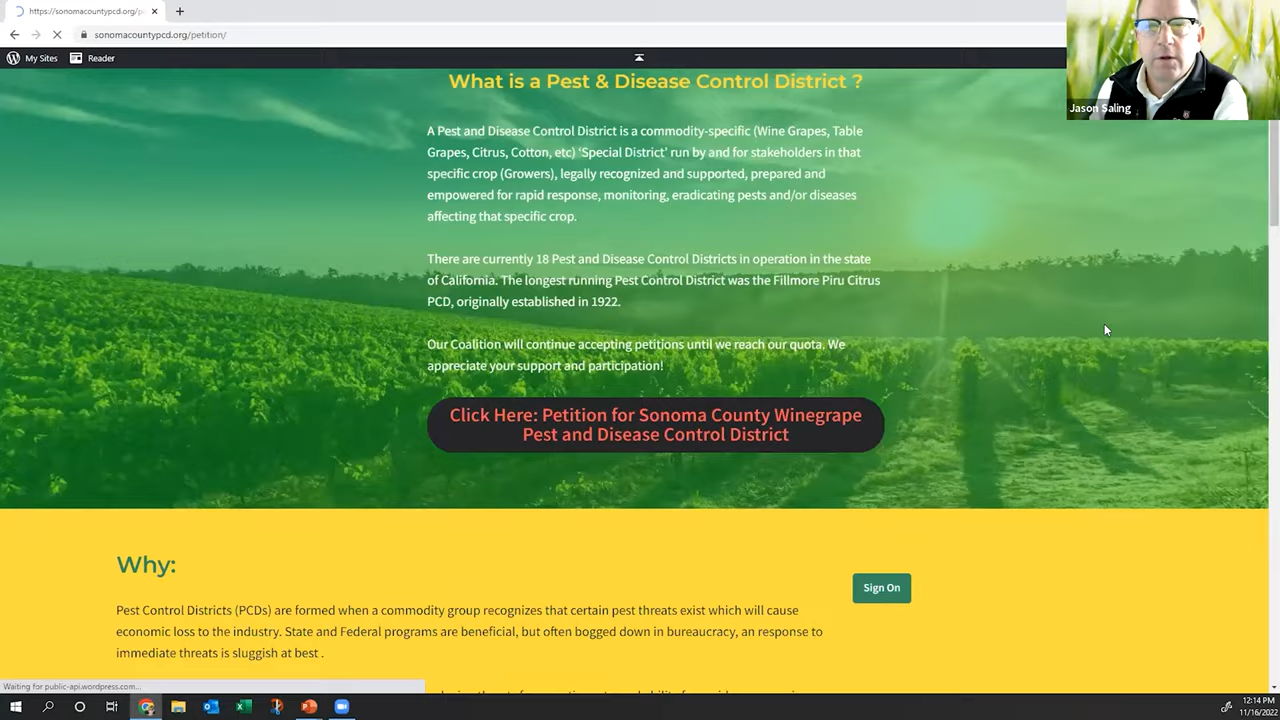 https://sonomacountypcd.org/p
sonomacountypcd.org/petition/
My Sites
Reader
Jason Saling
What is a Pest & Disease Control District ?
A Pest and Disease Control District is a commodity-specific (Wine Grapes, Table
Grapes, Citrus, Cotton, etc) ‘Special District’ run by and for stakeholders in that
specific crop (Growers), legally recognized and supported, prepared and
empowered for rapid response, monitoring, eradicating pests and/or diseases
affecting that specific crop.
There are currently 18 Pest and Disease Control Districts in operation in the state
of California. The longest running Pest Control District was the Fillmore Piru Citrus
PCD, originally established in 1922.
Our Coalition will continue accepting petitions until we reach our quota. We
appreciate your support and participation!
Click Here: Petition for Sonoma County Winegrape
Pest and Disease Control District
Why:
Sign On
Pest Control Districts (PCDs) are formed when a commodity group recognizes that certain pest threats exist which will cause
economic loss to the industry. State and Federal programs are beneficial, but often bogged down in bureaucracy, an response to
immediate threats is sluggish at best .
Waiting for public-api.wordpress.com...
12:14 PM
11/16/2022